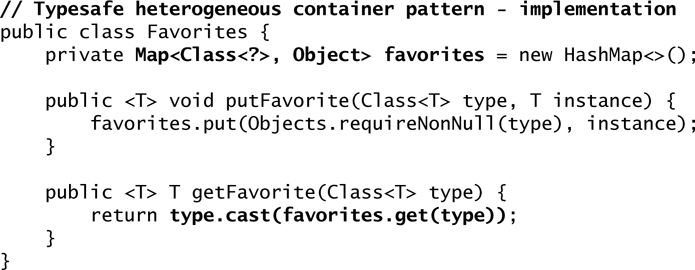 // Typesafe heterogeneous container pattern - implementation
public class Favorites {
    private Map<Class<?>, Object> favorites = new HashMap<>();
    public <T> void putFavorite(Class<T> type, T instance) {
        favorites.put(Objects.requireNonNull(type), instance);
    }
    public <T> T getFavorite(Class<T> type) {
        return type.cast(favorites.get(type));
    }
}